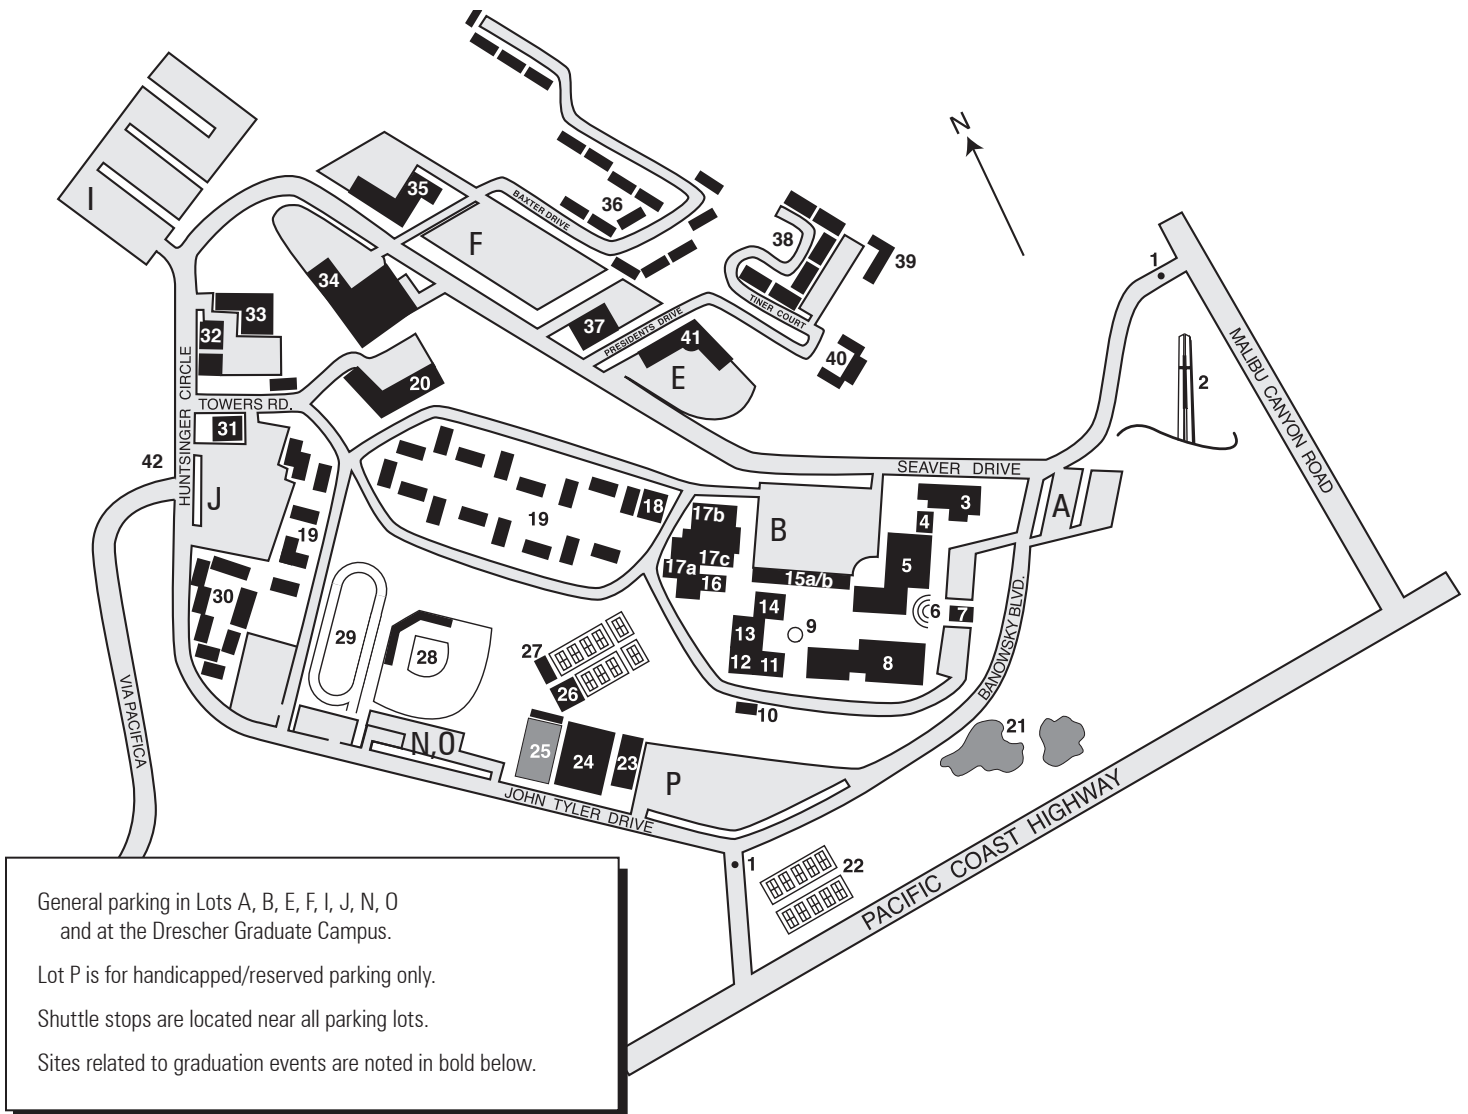 N
I
35
36
BAXTER DRIVE
F
38
39
1
34
33
32
TINER COURT
37
PRESIDENTS DRIVE
41
40
E
MALIBU CANYON ROAD
2
HUNTSINGER CIRCLE
TOWERS RD.
20
31
42
J
SEAVER DRIVE
3
A
4
18
17b
19
B
19
17c
17a
16
5
15a/b
30
14
6
7
13
9
29
28
27
12
11
8
BANOWSKY BLVD.
26
10
VIA PACIFICA
N,O
25
24
23
P
21
JOHN TYLER DRIVE
1
22
PACIFIC COAST HIGHWAY
General parking in Lots A, B, E, F, I, J, N, O
and at the Drescher Graduate Campus.
Lot P is for handicapped/reserved parking only.
Shuttle stops are located near all parking lots.
Sites related to graduation events are noted in bold below.